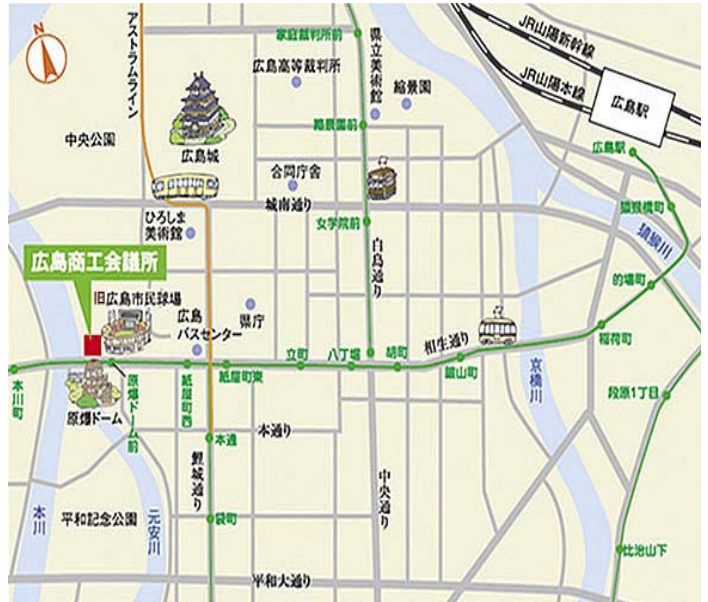 アストラムライン
家庭裁判所前
県立美術館
JR山陽新幹線
JR山陽本線
広島駅
広島高等裁判所
縮景園
縮景園前
中央公園
広島城
合同庁舎
広島駅
城南通り
女学院前
猿猴橋町
ひろしま
美術館
白島通り
猿猴川
広島商工会議所
旧広島市民球場
広島
バスセンター
県庁
的場町
立町
八丁堀
胡町
相生通り
稲荷町
銀山町
本川町
原爆ドーム
原爆ドーム前
紙屋町西
紙屋町東
京橋川
段原1丁目
本通り
本通
鯉城通り
中央通り
本川
平和記念公園
元安川
袋町
比治山下
平和大通り